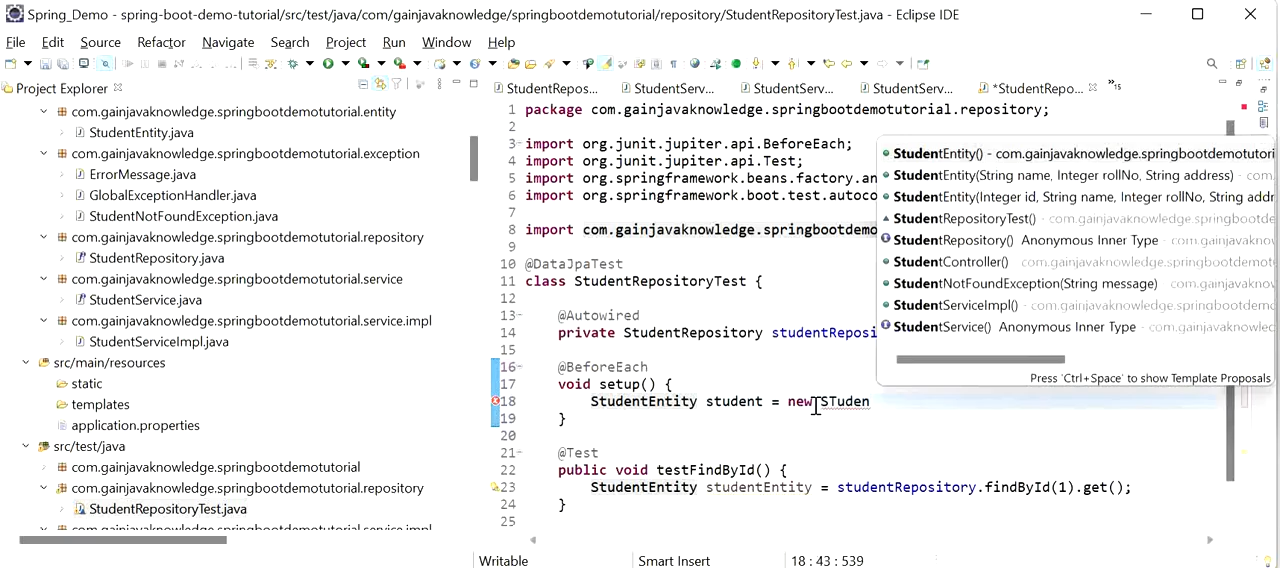 Spring_Demo - spring-boot-demo-tutorial/src/test/java/com/gainjavaknowledge/springbootdemotutorial/repository/StudentRepositoryTest.java - Eclipse IDE
File Edit Source Refactor Navigate Search Project Run Window Help
Project Explorer
com.gainjavaknowledge.springbootdemotutorial.entity
StudentEntity.java
com.gainjavaknowledge.springbootdemotutorial.exception
ErrorMessage.java
GlobalExceptionHandler.java
StudentNotFoundException.java
com.gainjavaknowledge.springbootdemotutorial.repository
StudentRepository.java
com.gainjavaknowledge.springbootdemotutorial.service
StudentService.java
com.gainjavaknowledge.springbootdemotutorial.service.impl
StudentServiceImpl.java
src/main/resources
static
templates
application.properties
src/test/java
com.gainjavaknowledge.springbootdemotutorial
com.gainjavaknowledge.springbootdemotutorial.repository
StudentRepositoryTest.java
com.gainjavaknowledge.springbootdemotutorial.service.impl
StudentRepos... StudentServ... StudentServ... StudentServ... *StudentRepo... »15
1 package com.gainjavaknowledge.springbootdemotutorial.repository;
2
3 import org.junit.jupiter.api.BeforeEach;
4 import org.junit.jupiter.api.Test;
5 import org.springframework.beans.factory.an
6 import org.springframework.boot.test.autoco
7
8 import com.gainjavaknowledge.springbootdemo
9
10 @DataJpaTest
11 class StudentRepositoryTest {
12
13 @Autowired
14 private StudentRepository studentReposi
15
16 @BeforeEach
17 void setup() {
18 StudentEntity student = new STuden
19 }
20
21 @Test
22 public void testFindById() {
23 StudentEntity studentEntity = studentRepository.findById(1).get();
24 }
25
StudentEntity() - com.gainjavaknowledge.springbootdemotutori
StudentEntity(String name, Integer rollNo, String address) - co
StudentEntity(Integer id, String name, Integer rollNo, String addr
StudentRepositoryTest() - com.gainjavaknowledge.springbootde
StudentRepository() Anonymous Inner Type - com.gainjavaknow
StudentController() com.gainjavaknowledge.springbootdemotut
StudentNotFoundException(String message) com.gainjavaknow
StudentServiceImpl() - com.gainjavaknowledge.springbootdemo
StudentService() Anonymous Inner Type - com.gainjavaknowledg
Press 'Ctrl+Space' to show Template Proposals
Writable Smart Insert 18 : 43 : 539